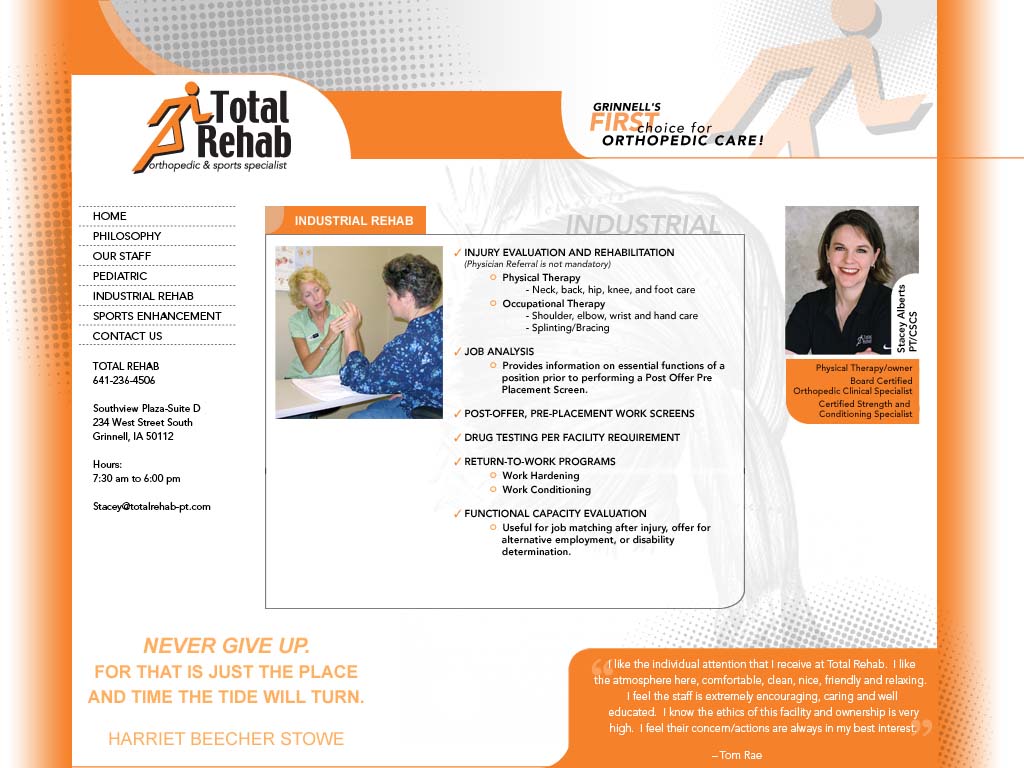 Total
Rehab
orthopedic & sports specialist
GRINNELL'S
FIRST choice for
ORTHOPEDIC CARE!
HOME
PHILOSOPHY
OUR STAFF
PEDIATRIC
INDUSTRIAL REHAB
SPORTS ENHANCEMENT
CONTACT US
TOTAL REHAB
641-236-4506
Southview Plaza-Suite D
234 West Street South
Grinnell, IA 50112
Hours:
7:30 am to 6:00 pm
Stacey@totalrehab-pt.com
INDUSTRIAL REHAB
INDUSTRIAL
✓ INJURY EVALUATION AND REHABILITATION
(Physician Referral is not mandatory)
Physical Therapy
- Neck, back, hip, knee, and foot care
Occupational Therapy
- Shoulder, elbow, wrist and hand care
- Splinting/Bracing
✓ JOB ANALYSIS
Provides information on essential functions of a
position prior to performing a Post Offer Pre
Placement Screen.
✓ POST-OFFER, PRE-PLACEMENT WORK SCREENS
✓ DRUG TESTING PER FACILITY REQUIREMENT
✓ RETURN-TO-WORK PROGRAMS
Work Hardening
Work Conditioning
✓ FUNCTIONAL CAPACITY EVALUATION
Useful for job matching after injury, offer for
alternative employment, or disability
determination.
Stacey Alberts
PT/CSCS
Physical Therapy/owner
Board Certified
Orthopedic Clinical Specialist
Certified Strength and
Conditioning Specialist
NEVER GIVE UP.
FOR THAT IS JUST THE PLACE
AND TIME THE TIDE WILL TURN.
HARRIET BEECHER STOWE
“I like the individual attention that I receive at Total Rehab. I like
the atmosphere here, comfortable, clean, nice, friendly and relaxing.
I feel the staff is extremely encouraging, caring and well
educated. I know the ethics of this facility and ownership is very
high. I feel their concern/actions are always in my best interest.”
–Tom Rae